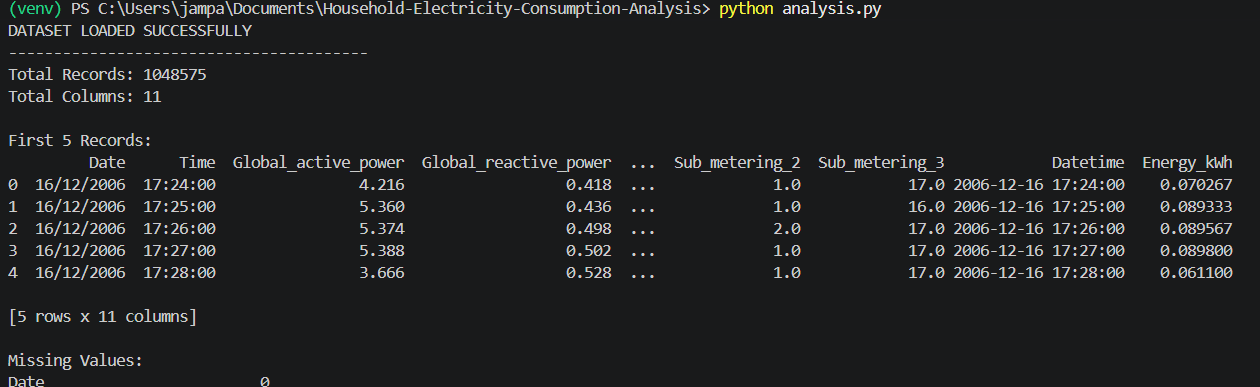 (venv) PS C:\Users\jampa\Documents\Household-Electricity-Consumption-Analysis> python analysis.py
DATASET LOADED SUCCESSFULLY
----------------------------------------
Total Records: 1048575
Total Columns: 11
First 5 Records:
Date Time Global_active_power Global_reactive_power ... Sub_metering_2 Sub_metering_3 Datetime Energy_kWh
0 16/12/2006 17:24:00 4.216 0.418 ... 1.0 17.0 2006-12-16 17:24:00 0.070267
1 16/12/2006 17:25:00 5.360 0.436 ... 1.0 16.0 2006-12-16 17:25:00 0.089333
2 16/12/2006 17:26:00 5.374 0.498 ... 2.0 17.0 2006-12-16 17:26:00 0.089567
3 16/12/2006 17:27:00 5.388 0.502 ... 1.0 17.0 2006-12-16 17:27:00 0.089800
4 16/12/2006 17:28:00 3.666 0.528 ... 1.0 17.0 2006-12-16 17:28:00 0.061100
[5 rows x 11 columns]
Missing Values:
Date 0